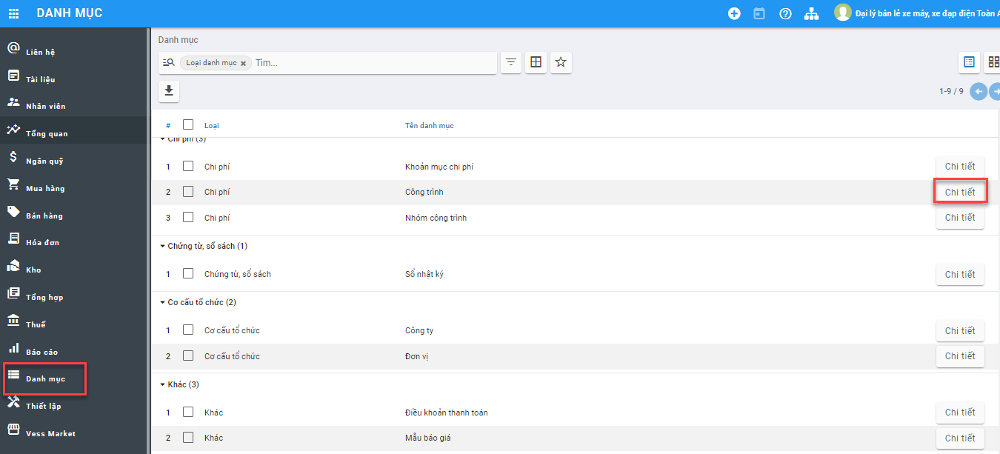 DANH MỤC
Đại lý bán lẻ xe máy, xe đạp điện Toàn
Liên hệ
Tài liệu
Nhân viên
Tổng quan
Ngân quỹ
Mua hàng
Bán hàng
Hóa đơn
Kho
Tổng hợp
Thuế
Báo cáo
Danh mục
Thiết lập
Vess Market
Danh mục
Loại danh mục × Tìm...
1-9 / 9
# Loại Tên danh mục
Chi phí (3)
1 Chi phí Khoản mục chi phí Chi tiết
2 Chi phí Công trình Chi tiết
3 Chi phí Nhóm công trình Chi tiết
Chứng từ, sổ sách (1)
1 Chứng từ, sổ sách Sổ nhật ký Chi tiết
Cơ cấu tổ chức (2)
1 Cơ cấu tổ chức Công ty Chi tiết
2 Cơ cấu tổ chức Đơn vị Chi tiết
Khác (3)
1 Khác Điều khoản thanh toán Chi tiết
2 Khác Mẫu báo giá Chi tiết